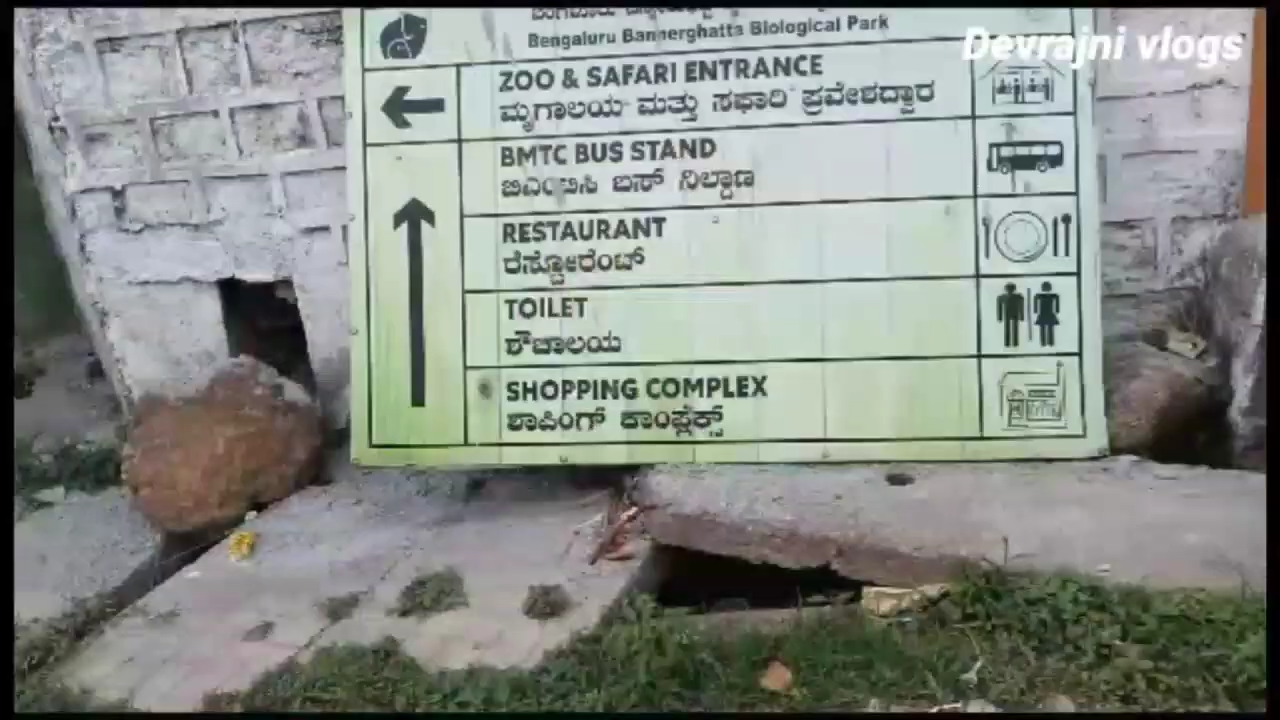 Bengaluru Bannerghatta Biological Park
Devrajni vlogs
ZOO & SAFARI ENTRANCE
ಮೃಗಾಲಯ ಮತ್ತು ಸಫಾರಿ ಪ್ರವೇಶದ್ವಾರ
BMTC BUS STAND
ಬಿಎಂಟಿಸಿ ಬಸ್ ನಿಲ್ದಾಣ
RESTAURANT
ರೆಸ್ಟೋರೆಂಟ್
TOILET
ಶೌಚಾಲಯ
SHOPPING COMPLEX
ಶಾಪಿಂಗ್ ಕಾಂಪ್ಲೆಕ್ಸ್